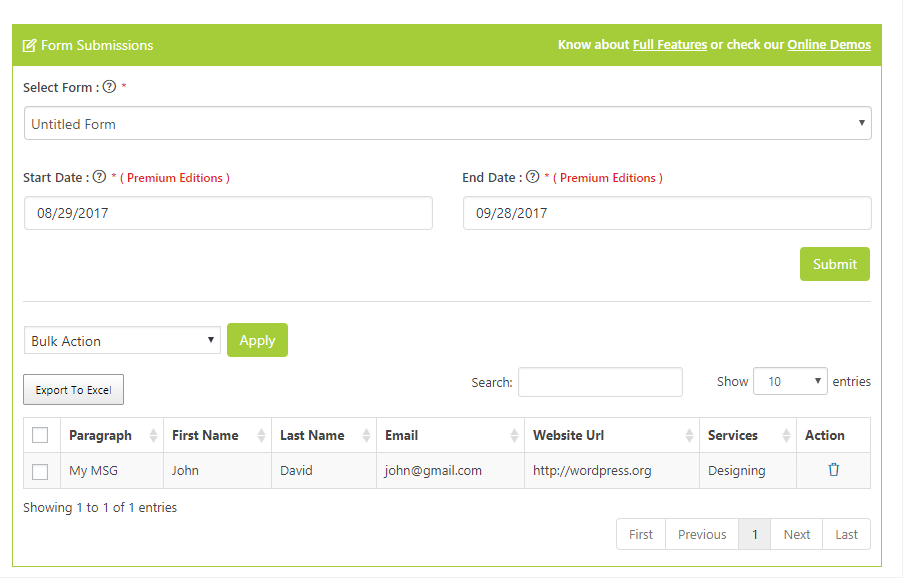 Form Submissions Know about Full Features or check our Online Demos
Select Form : ? *
Untitled Form
Start Date : ? * ( Premium Editions ) End Date : ? * ( Premium Editions )
08/29/2017 09/28/2017
Submit
Bulk Action Apply
Export To Excel Search: Show 10 entries
Paragraph First Name Last Name Email Website Url Services Action
My MSG John David john@gmail.com http://wordpress.org Designing
Showing 1 to 1 of 1 entries
First Previous 1 Next Last